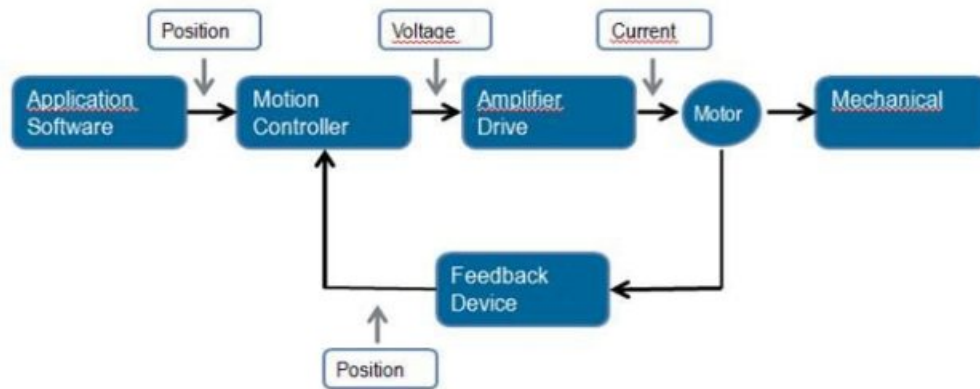 Position
Voltage
Current
Application
Software
Motion
Controller
Amplifier
Drive
Motor
Mechanical
Feedback
Device
Position